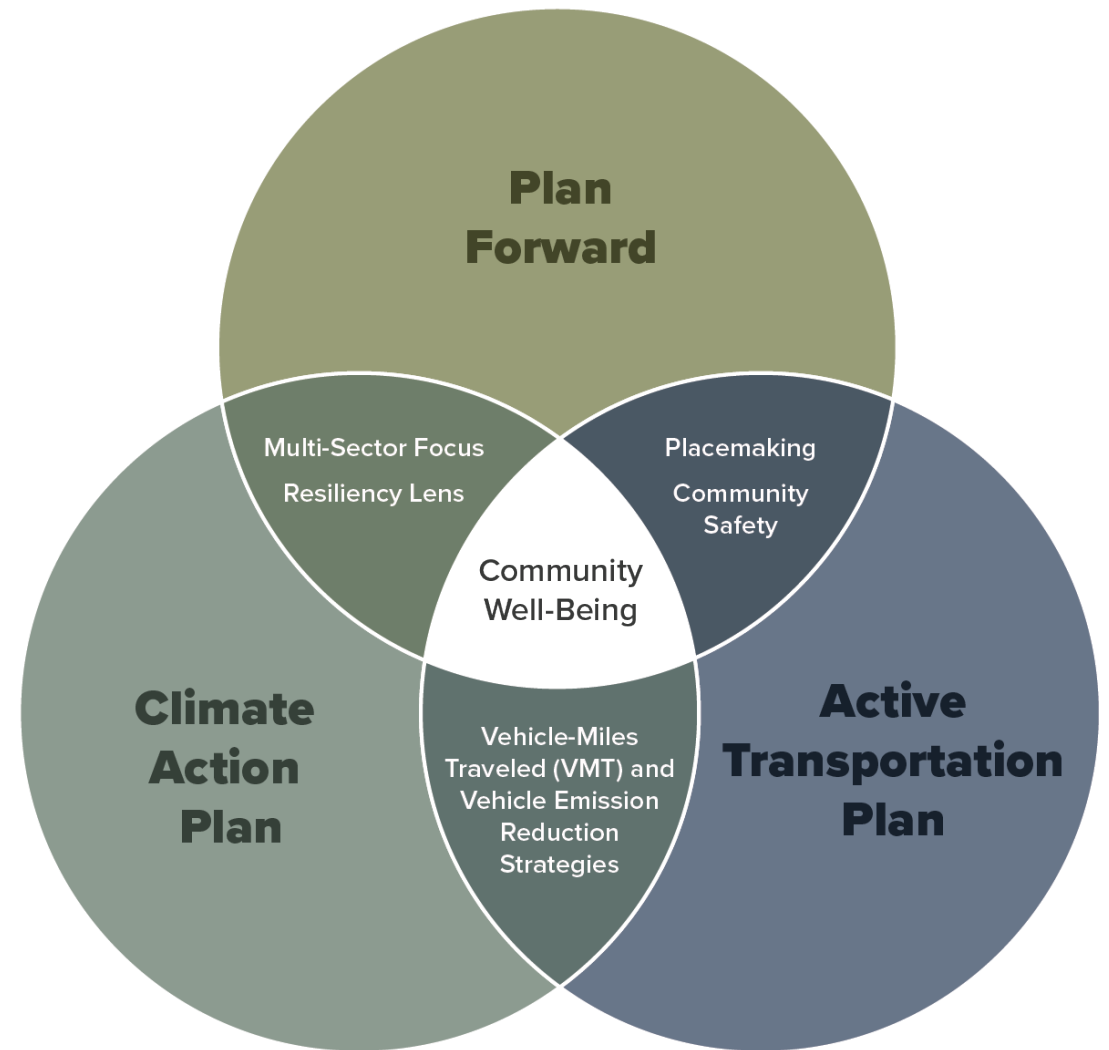 Plan
Forward
Multi-Sector Focus
Resiliency Lens
Placemaking
Community
Safety
Community
Well-Being
Climate
Action
Plan
Vehicle-Miles
Traveled (VMT) and
Vehicle Emission
Reduction
Strategies
Active
Transportation
Plan